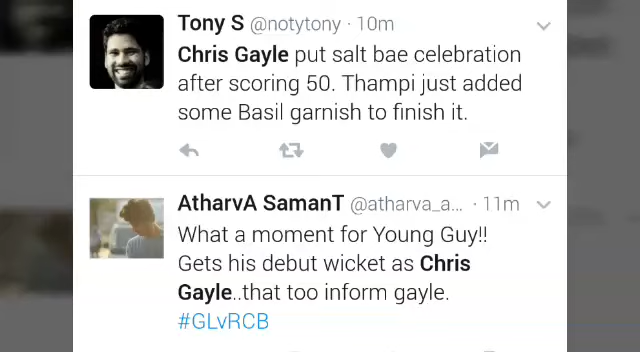 Tony S @notytony · 10m
Chris Gayle put salt bae celebration
after scoring 50. Thampi just added
some Basil garnish to finish it.
AtharvA SamanT @atharva_a... · 11m
What a moment for Young Guy!!
Gets his debut wicket as Chris
Gayle..that too inform gayle.
#GLvRCB